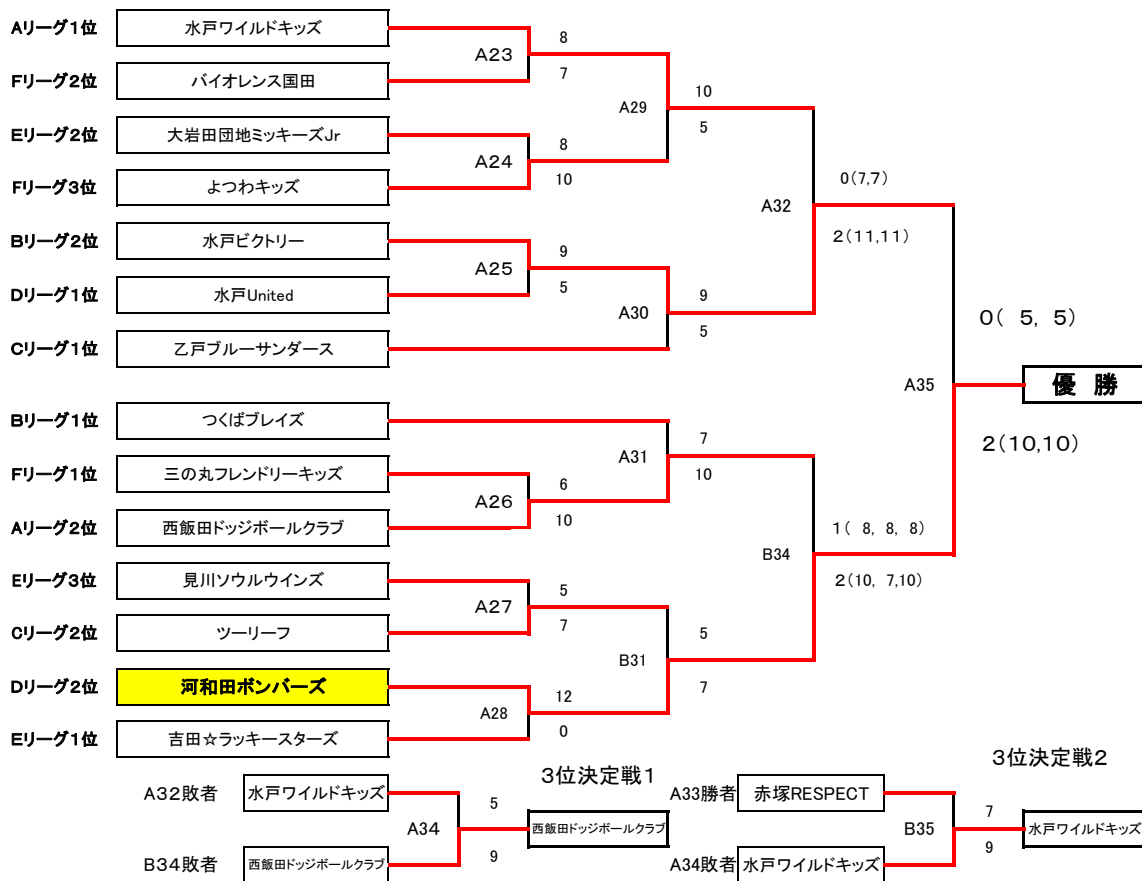 Aリーグ1位 水戸ワイルドキッズ
A23 8
7
Fリーグ2位 バイオレンス国田
A29 10
5
Eリーグ2位 大岩田団地ミッキーズJr
A24 8
10
Fリーグ3位 よつわキッズ
A32 0(7,7)
2(11,11)
Bリーグ2位 水戸ビクトリー
A25 9
5
Dリーグ1位 水戸United
A30 9
5
Cリーグ1位 乙戸ブルーサンダース
0( 5, 5)
A35 優 勝
2(10,10)
Bリーグ1位 つくばブレイズ
A31 7
10
Fリーグ1位 三の丸フレンドリーキッズ
A26 6
10
Aリーグ2位 西飯田ドッジボールクラブ
B34 1( 8, 8, 8)
2(10, 7,10)
Eリーグ3位 見川ソウルウインズ
A27 5
7
Cリーグ2位 ツーリーフ
B31 5
7
Dリーグ2位 河和田ボンバーズ
A28 12
0
Eリーグ1位 吉田☆ラッキースターズ
3位決定戦1
A32敗者 水戸ワイルドキッズ
A34 5
9
西飯田ドッジボールクラブ
B34敗者 西飯田ドッジボールクラブ
3位決定戦2
A33勝者 赤塚RESPECT
B35 7
9
水戸ワイルドキッズ
A34敗者 水戸ワイルドキッズ